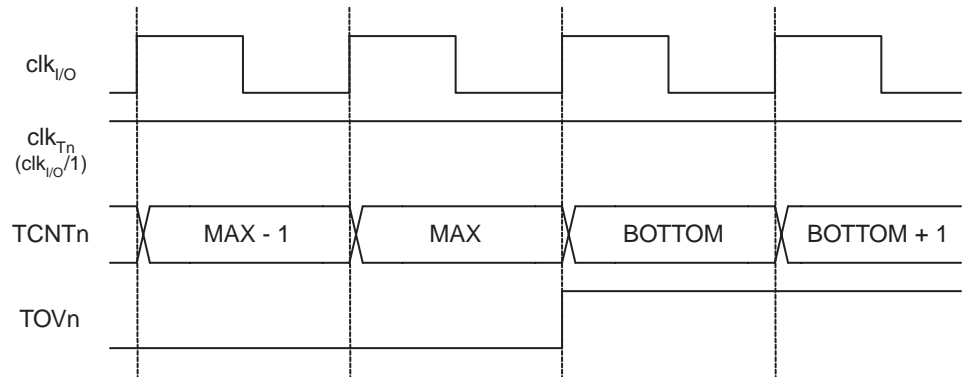 clkI/O
clkTn
(clkI/O/1)
TCNTn MAX - 1 MAX BOTTOM BOTTOM + 1
TOVn